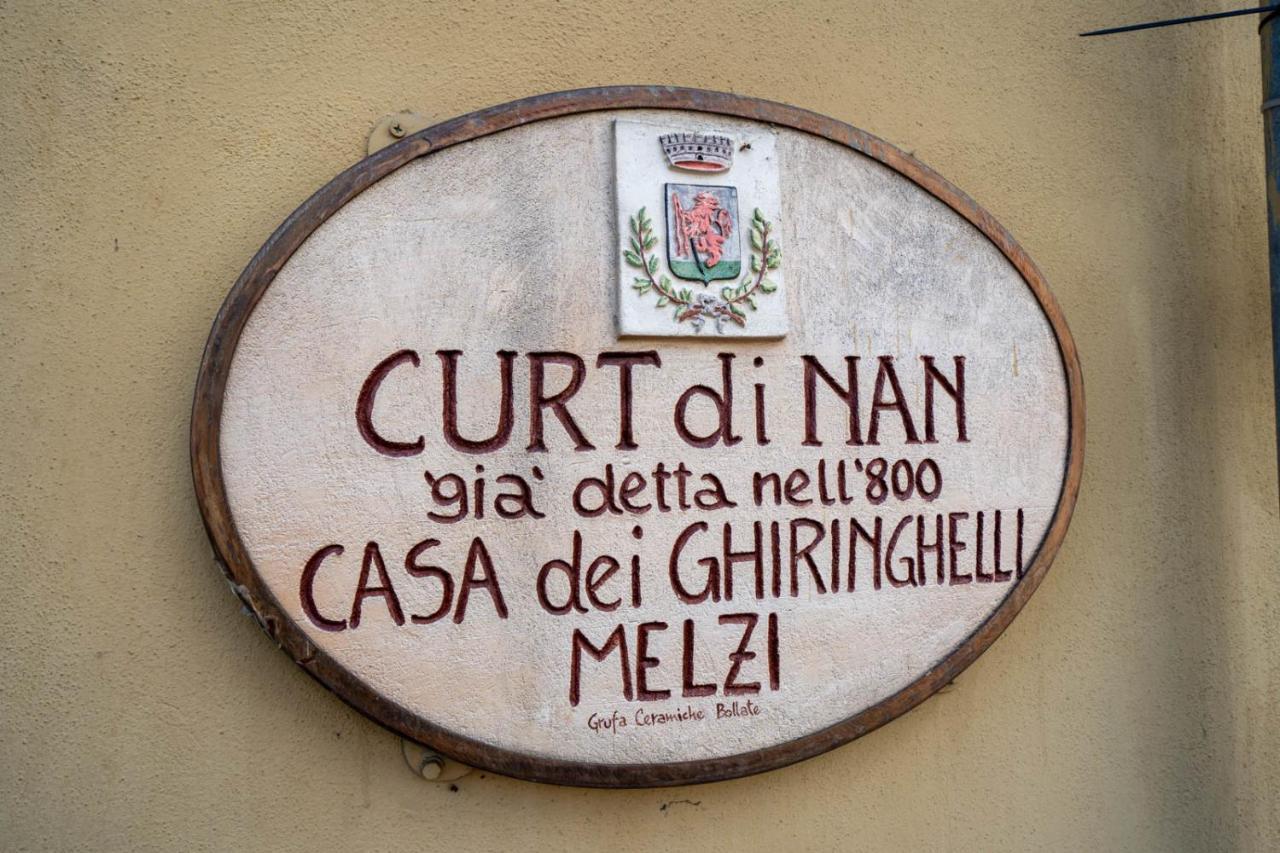 CURT di NAN
già detta nell'800
CASA dei GHIRINGHELLI
MELZI
Grufa Ceramiche Bollate